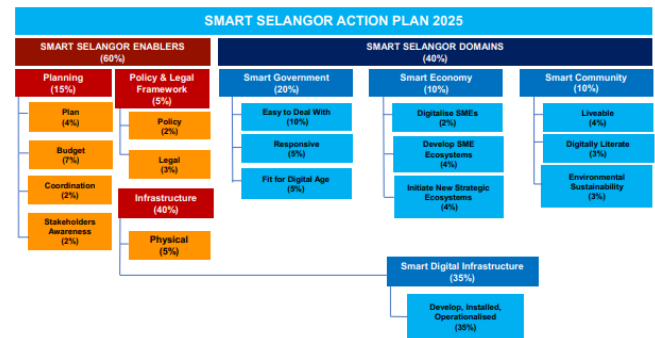 SMART SELANGOR ACTION PLAN 2025
SMART SELANGOR ENABLERS
(60%)
SMART SELANGOR DOMAINS
(40%)
Planning
(15%)
Plan
(4%)
Budget
(7%)
Coordination
(2%)
Stakeholders
Awareness
(2%)
Policy & Legal
Framework
(5%)
Policy
(2%)
Legal
(3%)
Infrastructure
(40%)
Physical
(5%)
Smart Government
(20%)
Easy to Deal With
(10%)
Responsive
(5%)
Fit for Digital Age
(5%)
Smart Economy
(10%)
Digitalise SMEs
(2%)
Develop SME
Ecosystems
(4%)
Initiate New Strategic
Ecosystems
(4%)
Smart Community
(10%)
Liveable
(4%)
Digitally Literate
(3%)
Environmental
Sustainability
(3%)
Smart Digital Infrastructure
(35%)
Develop, Installed,
Operationalised
(35%)